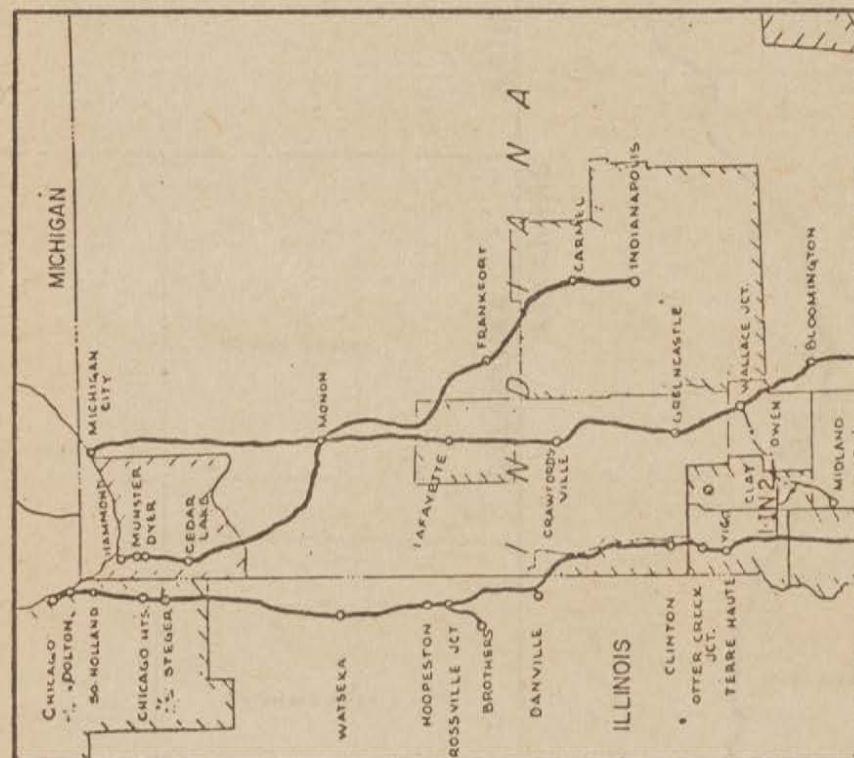 MICHIGAN
MICHIGAN
CITY
HAMMOND
MUNSTER
DYER
CEDAR
LAKE
CHICAGO
DOLTON
SO. HOLLAND
CHICAGO HTS.
STEGER
MONON
WATSEKA
HOOPESTON
ROSSVILLE JCT
BROTHERS
DANVILLE
ILLINOIS
I N D I A N A
LAFAYETTE
CRAWFORDS
VILLE
FRANKFORT
CARMEL
INDIANAPOLIS
GREENCASTLE
WALLACE JCT.
BLOOMINGTON
OWEN
CLAY
VIGO
MIDLAND
CLINTON
OTTER CREEK
JCT.
TERRE HAUTE